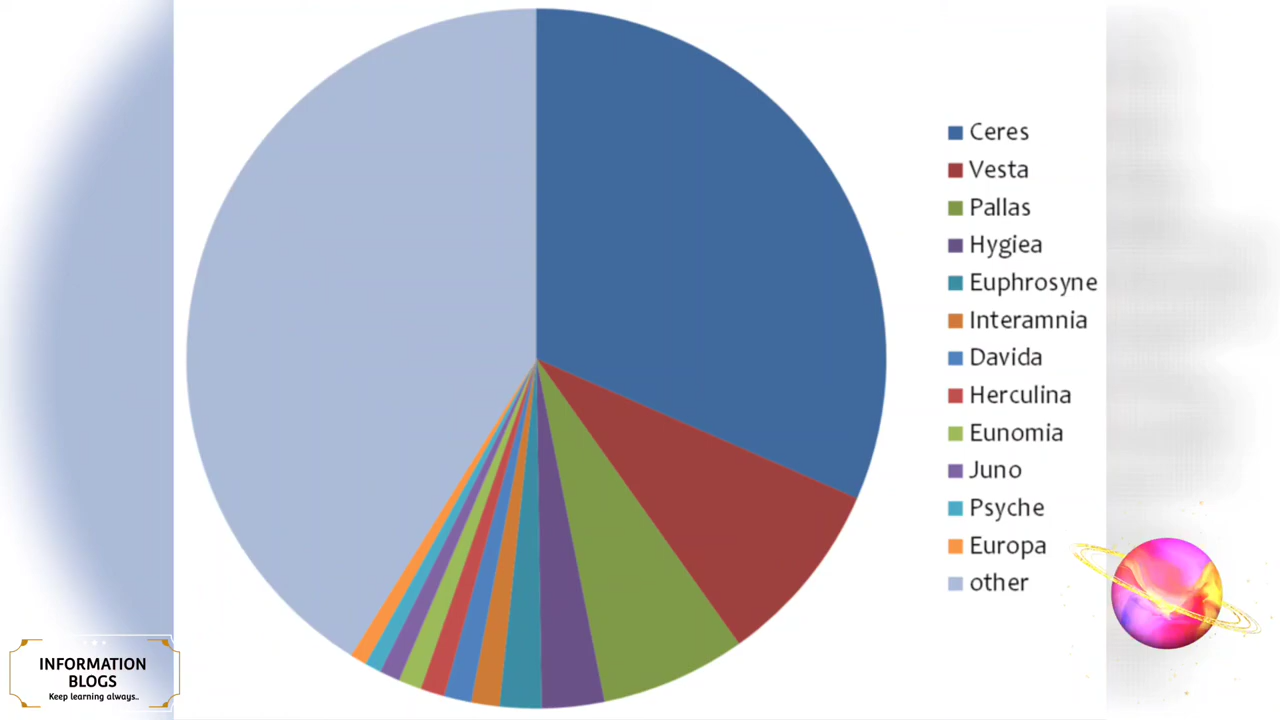 Ceres
Vesta
Pallas
Hygiea
Euphrosyne
Interamnia
Davida
Herculina
Eunomia
Juno
Psyche
Europa
other
INFORMATION
BLOGS
Keep learning always..